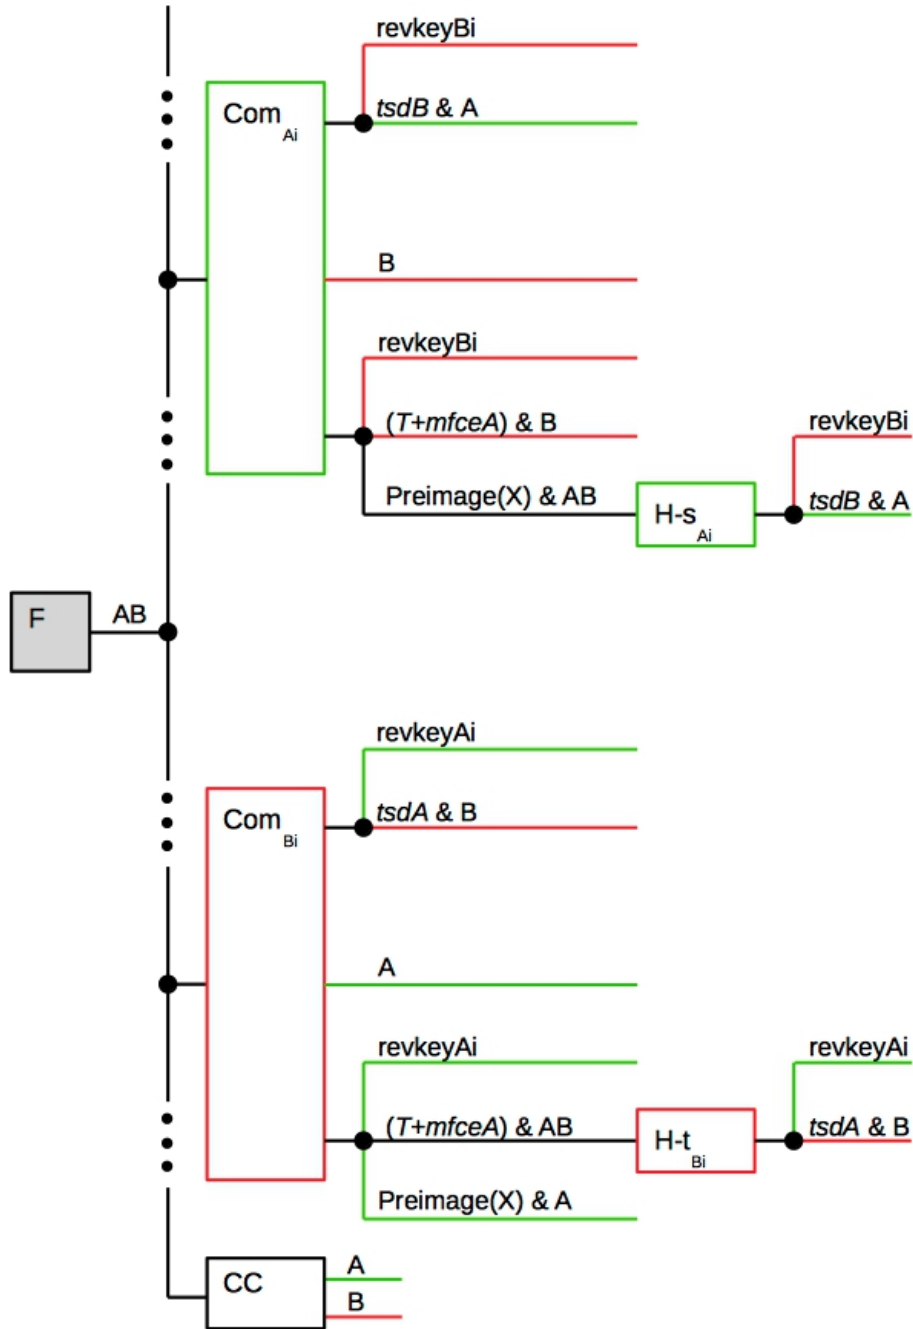 revkeyBi
Com Ai
tsdB & A
B
revkeyBi
(T+mfceA) & B
revkeyBi
Preimage(X) & AB
H-s Ai
tsdB & A
F
AB
revkeyAi
Com Bi
tsdA & B
A
revkeyAi
revkeyAi
(T+mfceA) & AB
H-t Bi
tsdA & B
Preimage(X) & A
CC
A
B